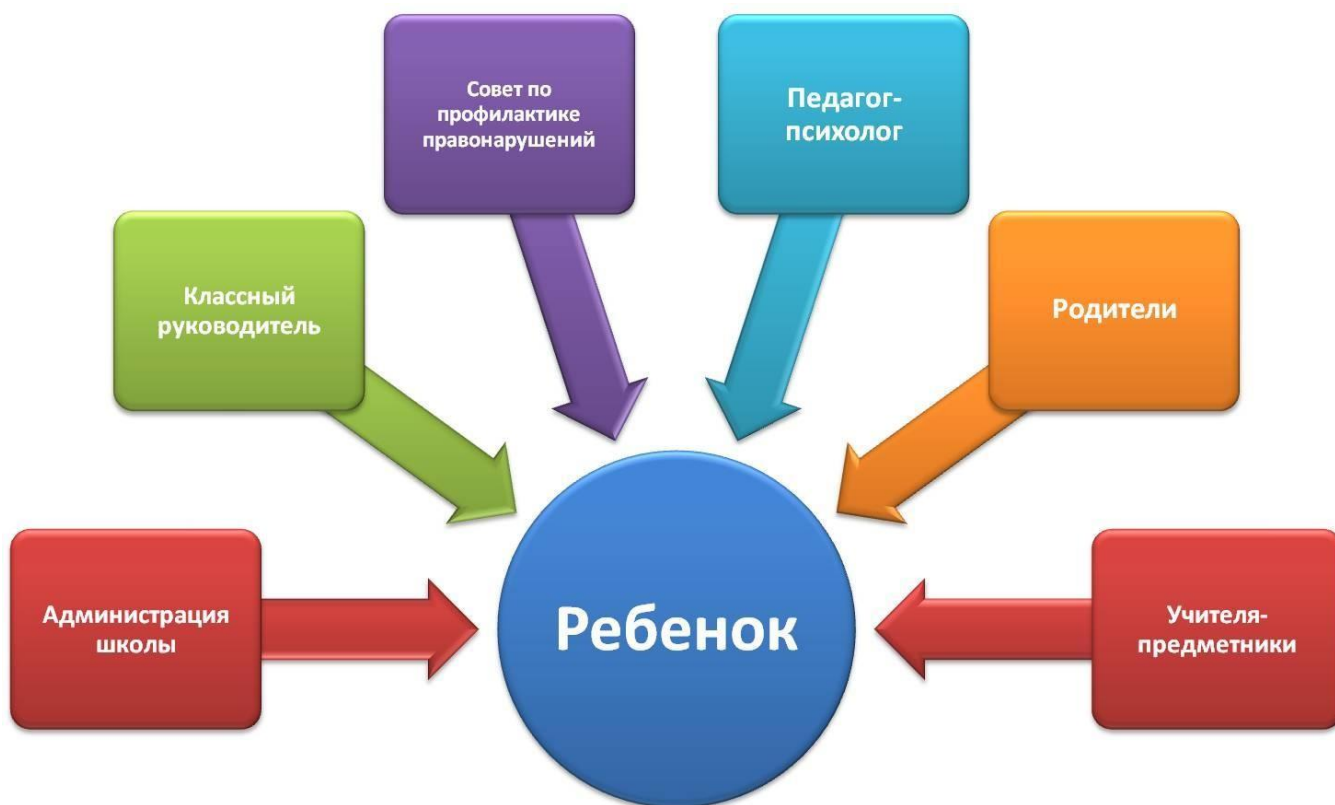 Совет по
профилактике
правонарушений
Педагог-
психолог
Классный
руководитель
Родители
Администрация
школы
Ребенок
Учителя-
предметники